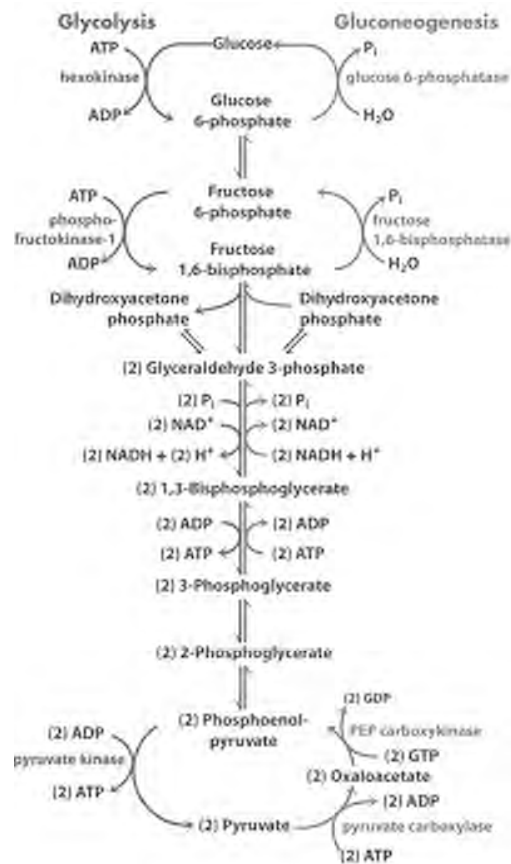 Glycolysis Gluconeogenesis
ATP Glucose Pi
hexokinase glucose 6-phosphatase
ADP Glucose H₂O
6-phosphate
ATP Fructose Pi
phospho- 6-phosphate fructose
fructokinase-1 1,6-bisphosphatase
ADP Fructose H₂O
1,6-bisphosphate
Dihydroxyacetone Dihydroxyacetone
phosphate phosphate
(2) Glyceraldehyde 3-phosphate
(2) Pi (2) Pi
(2) NAD⁺ (2) NAD⁺
(2) NADH + (2) H⁺ (2) NADH + H⁺
(2) 1,3-Bisphosphoglycerate
(2) ADP (2) ADP
(2) ATP (2) ATP
(2) 3-Phosphoglycerate
(2) 2-Phosphoglycerate
(2) GDP
(2) ADP (2) Phosphoenol- PEP carboxykinase
pyruvate kinase pyruvate (2) GTP
(2) ATP (2) Oxaloacetate
(2) ADP
(2) Pyruvate pyruvate carboxylase
(2) ATP